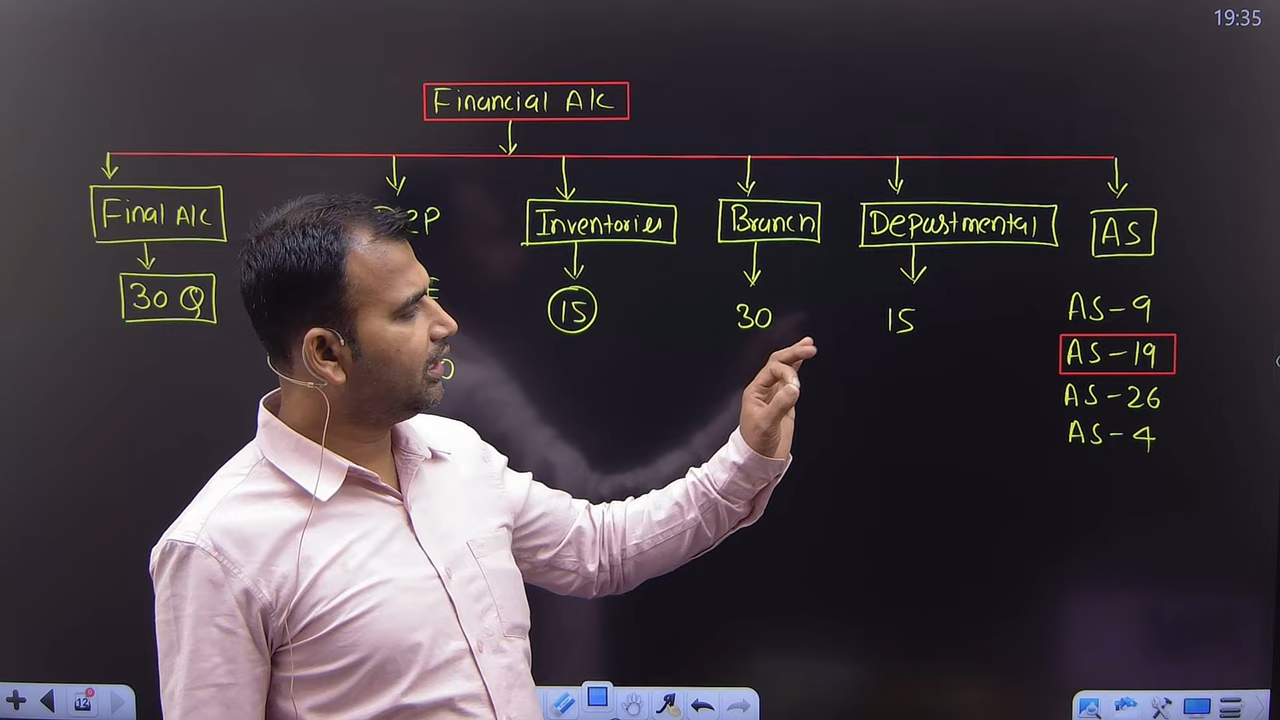 19:35
Financial A/c
Final A/c
Inventories
Branch
Departmental
AS
30 Q
15
30
15
AS-9
AS-19
AS-26
AS-4
12